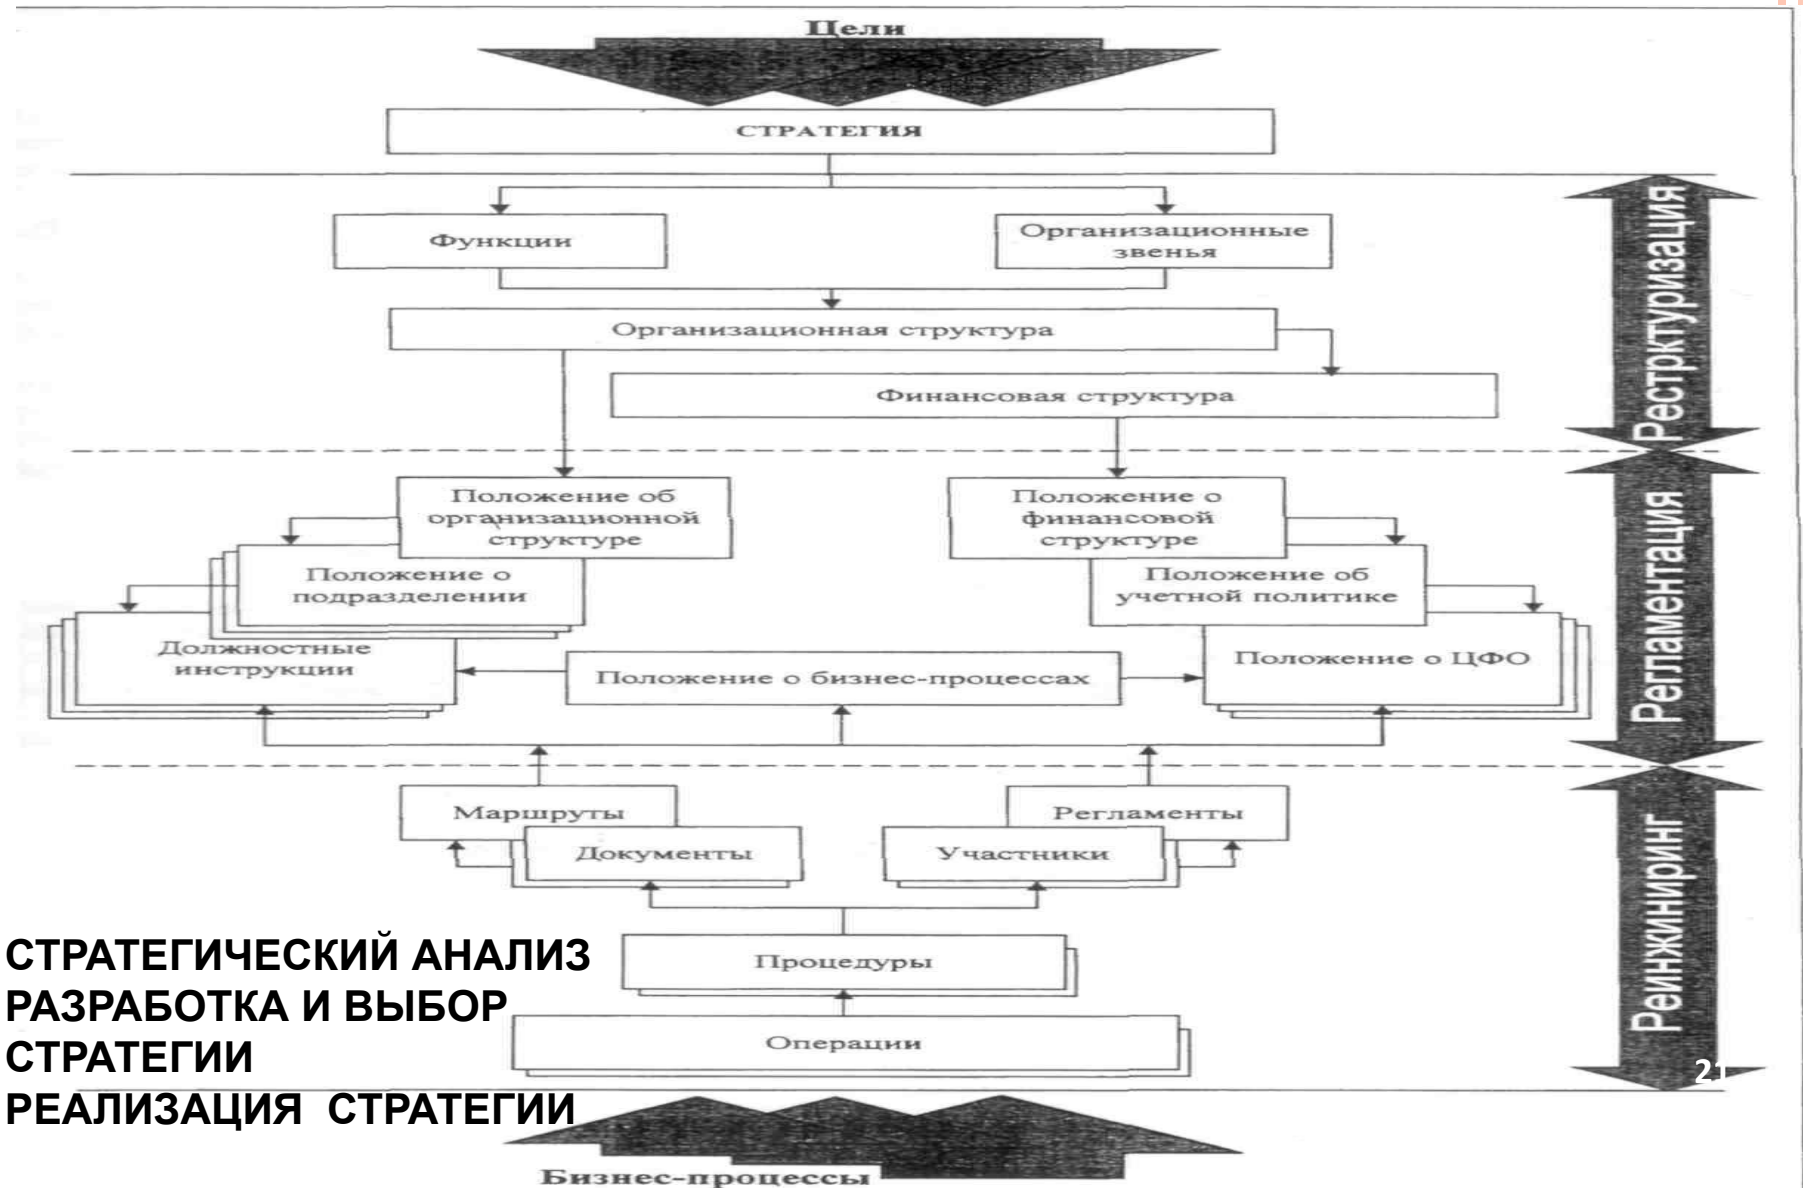 Цели
СТРАТЕГИЯ
Функции
Организационные
звенья
Организационная структура
Финансовая структура
Реструктуризация
Положение об
организационной
структуре
Положение о
финансовой
структуре
Положение о
подразделении
Положение об
учетной политике
Должностные
инструкции
Положение о бизнес-процессах
Положение о ЦФО
Регламентация
Маршруты
Регламенты
Документы
Участники
Процедуры
Операции
Реинжиниринг
СТРАТЕГИЧЕСКИЙ АНАЛИЗ
РАЗРАБОТКА И ВЫБОР
СТРАТЕГИИ
РЕАЛИЗАЦИЯ СТРАТЕГИИ
21
Бизнес-процессы